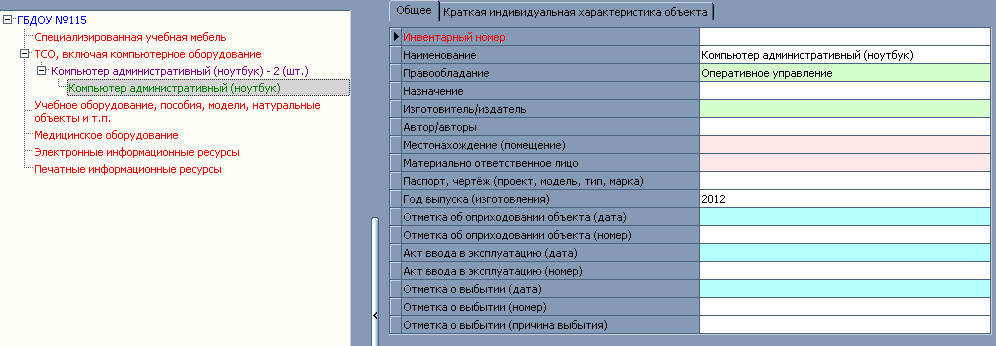 ГБДОУ №115
Специализированная учебная мебель
ТСО, включая компьютерное оборудование
Компьютер административный (ноутбук) - 2 (шт.)
Компьютер административный (ноутбук)
Учебное оборудование, пособия, модели, натуральные
объекты и т.п.
Медицинское оборудование
Электронные информационные ресурсы
Печатные информационные ресурсы
Общее Краткая индивидуальная характеристика объекта
Инвентарный номер
Наименование Компьютер административный (ноутбук)
Правообладание Оперативное управление
Назначение
Изготовитель/издатель
Автор/авторы
Местонахождение (помещение)
Материально ответственное лицо
Паспорт, чертёж (проект, модель, тип, марка)
Год выпуска (изготовления) 2012
Отметка об оприходовании объекта (дата)
Отметка об оприходовании объекта (номер)
Акт ввода в эксплуатацию (дата)
Акт ввода в эксплуатацию (номер)
Отметка о выбытии (дата)
Отметка о выбытии (номер)
Отметка о выбытии (причина выбытия)